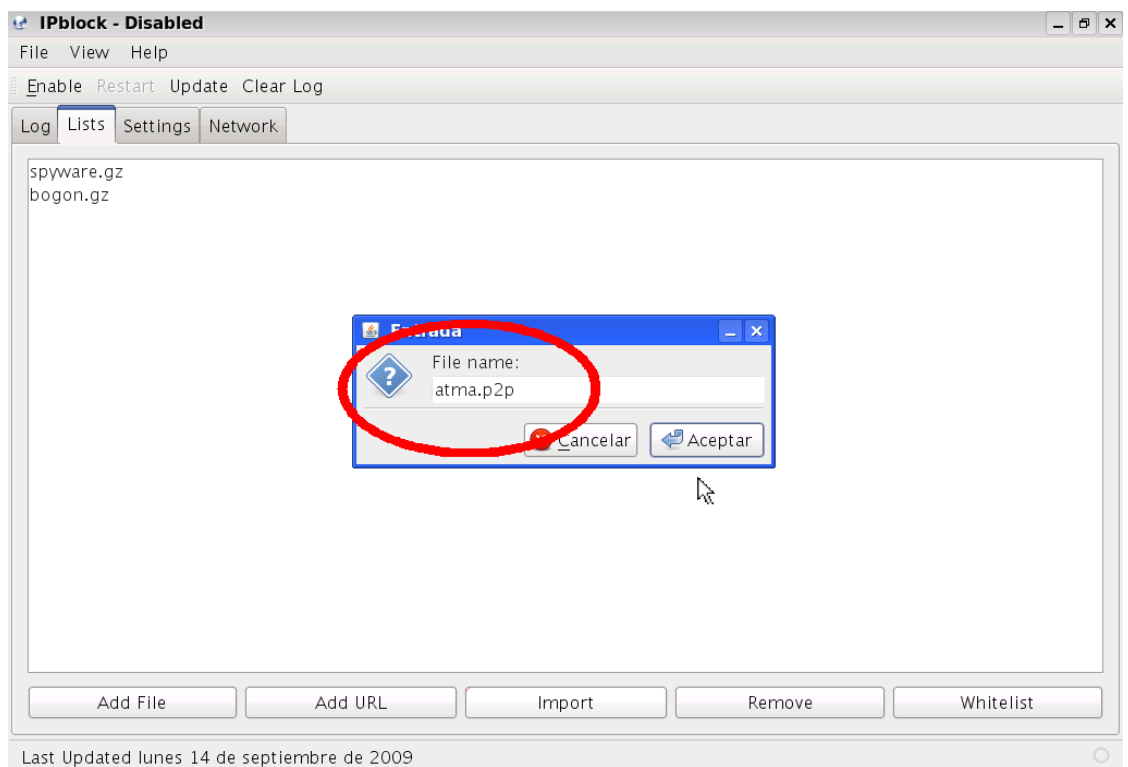 IPblock - Disabled
File View Help
Enable Restart Update Clear Log
Log Lists Settings Network
spyware.gz
bogon.gz
Entrada
File name:
atma.p2p
Cancelar Aceptar
Add File Add URL Import Remove Whitelist
Last Updated lunes 14 de septiembre de 2009